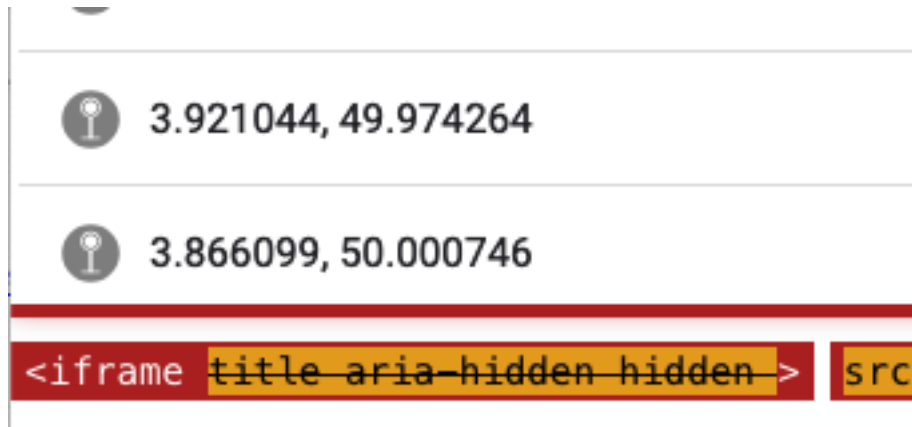 3.921044, 49.974264
3.866099, 50.000746
<iframe title aria-hidden hidden > src